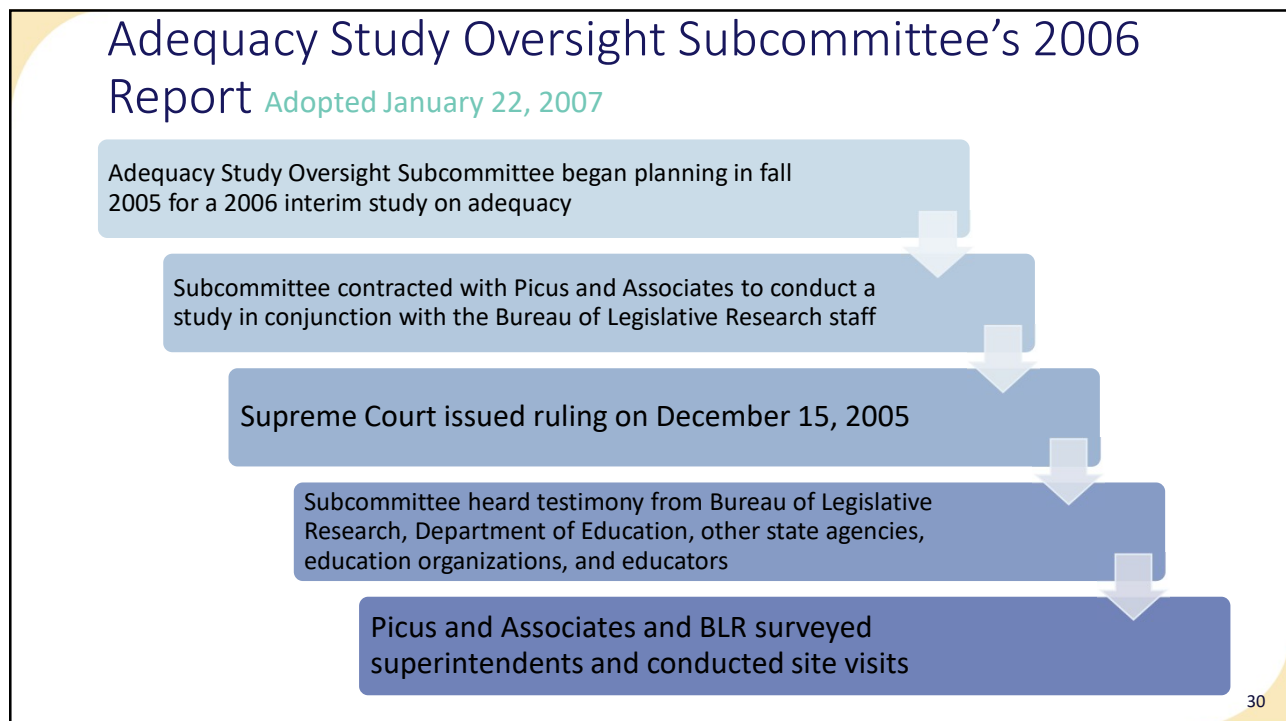 Adequacy Study Oversight Subcommittee’s 2006
Report Adopted January 22, 2007
Adequacy Study Oversight Subcommittee began planning in fall
2005 for a 2006 interim study on adequacy
Subcommittee contracted with Picus and Associates to conduct a
study in conjunction with the Bureau of Legislative Research staff
Supreme Court issued ruling on December 15, 2005
Subcommittee heard testimony from Bureau of Legislative
Research, Department of Education, other state agencies,
education organizations, and educators
Picus and Associates and BLR surveyed
superintendents and conducted site visits
30